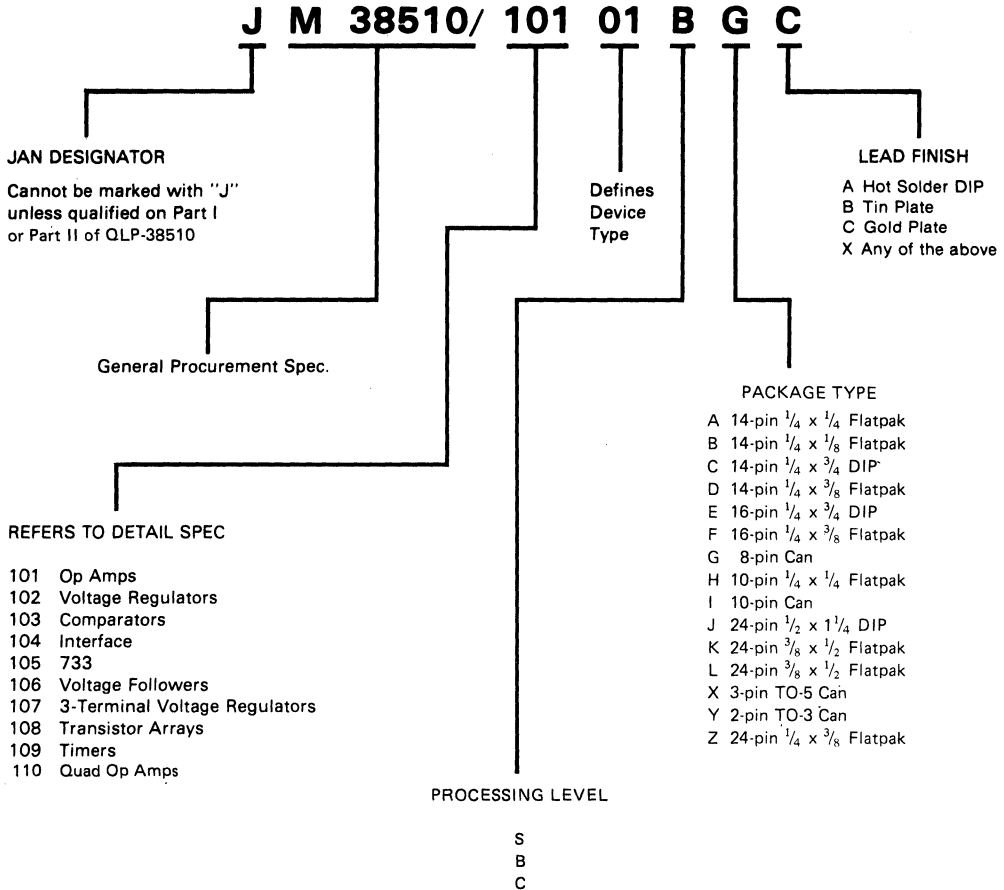 J M 38510/ 101 01 B G C
JAN DESIGNATOR
Cannot be marked with "J"
unless qualified on Part I
or Part II of QLP-38510
General Procurement Spec.
REFERS TO DETAIL SPEC
101 Op Amps
102 Voltage Regulators
103 Comparators
104 Interface
105 733
106 Voltage Followers
107 3-Terminal Voltage Regulators
108 Transistor Arrays
109 Timers
110 Quad Op Amps
Defines
Device
Type
PROCESSING LEVEL
S
B
C
LEAD FINISH
A Hot Solder DIP
B Tin Plate
C Gold Plate
X Any of the above
PACKAGE TYPE
A 14-pin 1/4 x 1/4 Flatpak
B 14-pin 1/4 x 1/8 Flatpak
C 14-pin 1/4 x 3/4 DIP
D 14-pin 1/4 x 3/8 Flatpak
E 16-pin 1/4 x 3/4 DIP
F 16-pin 1/4 x 3/8 Flatpak
G 8-pin Can
H 10-pin 1/4 x 1/4 Flatpak
I 10-pin Can
J 24-pin 1/2 x 1 1/4 DIP
K 24-pin 3/8 x 1/2 Flatpak
L 24-pin 3/8 x 1/2 Flatpak
X 3-pin TO-5 Can
Y 2-pin TO-3 Can
Z 24-pin 1/4 x 3/8 Flatpak